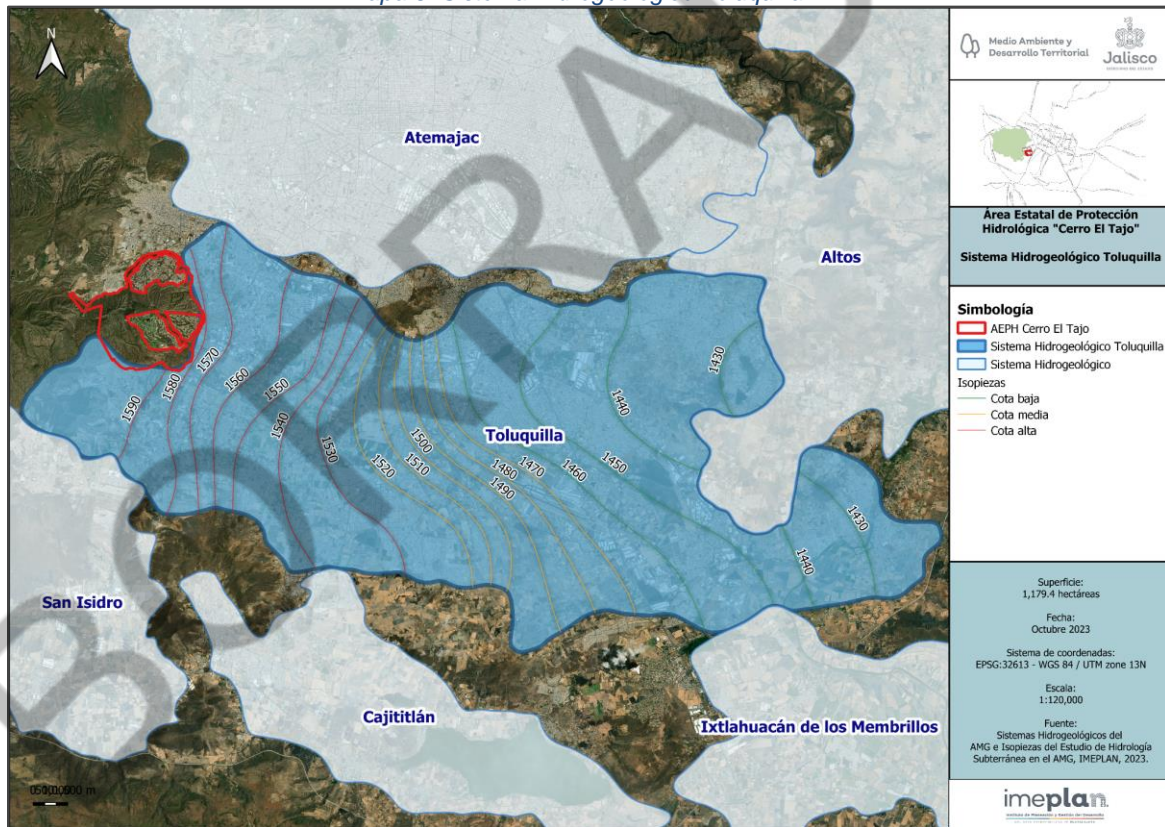 N
Atemajac
Altos
Toluquilla
San Isidro
Cajititlán
Ixtlahuacán de los Membrillos
1590
1580
1570
1560
1550
1540
1530
1520
1510
1500
1490
1480
1470
1460
1450
1440
1430
1440
1430
BORRA
Medio Ambiente y
Desarrollo Territorial
Jalisco
GOBIERNO DEL ESTADO
Área Estatal de Protección
Hidrológica "Cerro El Tajo"
Sistema Hidrogeológico Toluquilla
Simbología
AEPH Cerro El Tajo
Sistema Hidrogeológico Toluquilla
Sistema Hidrogeológico
Isopiezas
Cota baja
Cota media
Cota alta
Superficie:
1,179.4 hectáreas
Fecha:
Octubre 2023
Sistema de coordenadas:
EPSG:32613 - WGS 84 / UTM zone 13N
Escala:
1:120,000
Fuente:
Sistemas Hidrogeológicos del
AMG e Isopiezas del Estudio de Hidrología
Subterránea en el AMG, IMEPLAN, 2023.
imeplan